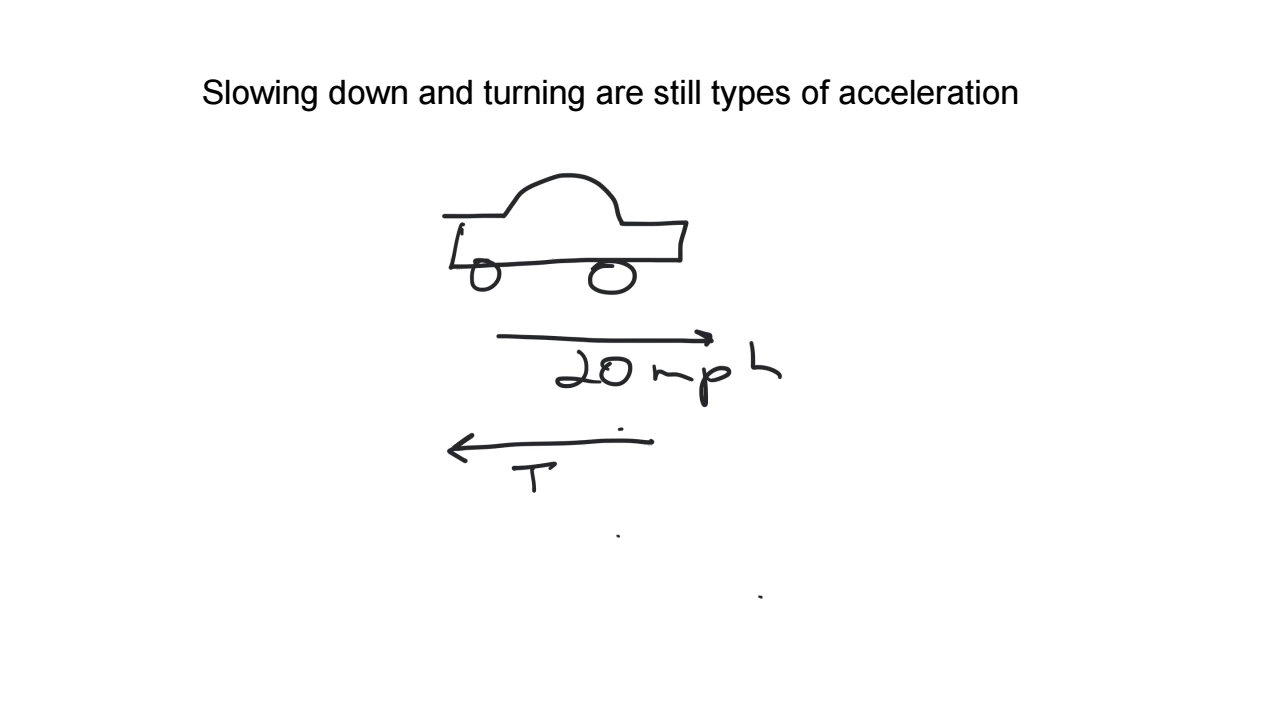 Slowing down and turning are still types of acceleration
20 mph
T